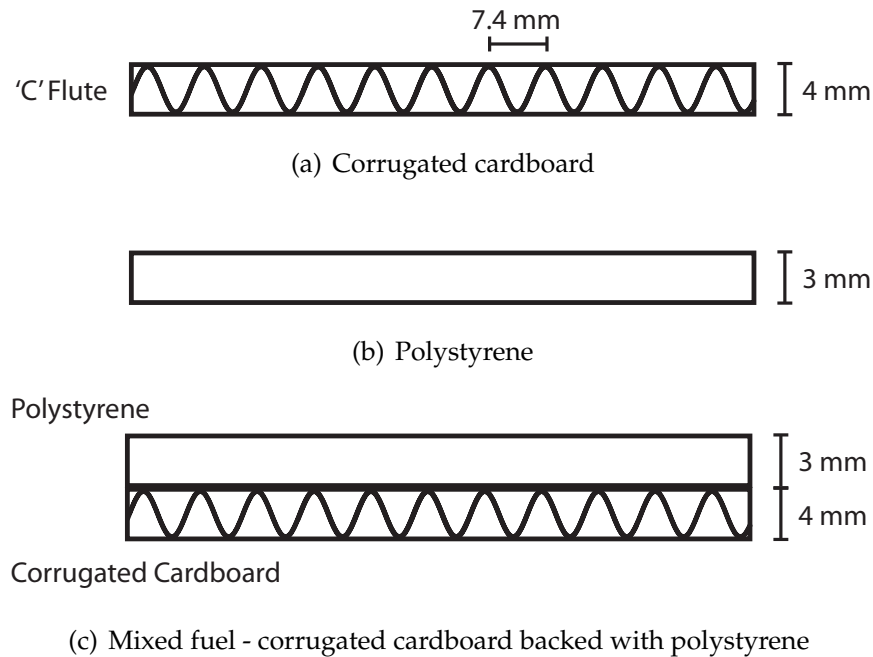 7.4 mm
'C' Flute
4 mm
(a) Corrugated cardboard
3 mm
(b) Polystyrene
Polystyrene
3 mm
4 mm
Corrugated Cardboard
(c) Mixed fuel - corrugated cardboard backed with polystyrene